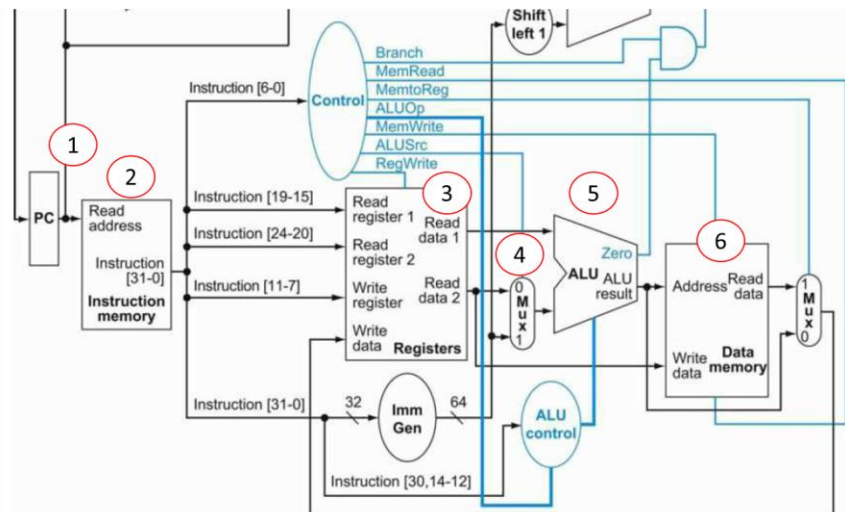 Shift
left 1
Branch
MemRead
Instruction [6-0]
MemtoReg
Control
ALUOp
MemWrite
ALUSrc
RegWrite
1
2
3
4
5
6
PC
Read
address
Instruction
[31-0]
Instruction
memory
Instruction [19-15]
Instruction [24-20]
Instruction [11-7]
Read
register 1
Read
register 2
Write
register
Write
data
Read
data 1
Read
data 2
Registers
0
Mux
1
Zero
ALU
ALU
result
Address
Read
data
Write
data
Data
memory
1
Mux
0
Instruction [31-0]
32
Imm
Gen
64
ALU
control
Instruction [30,14-12]